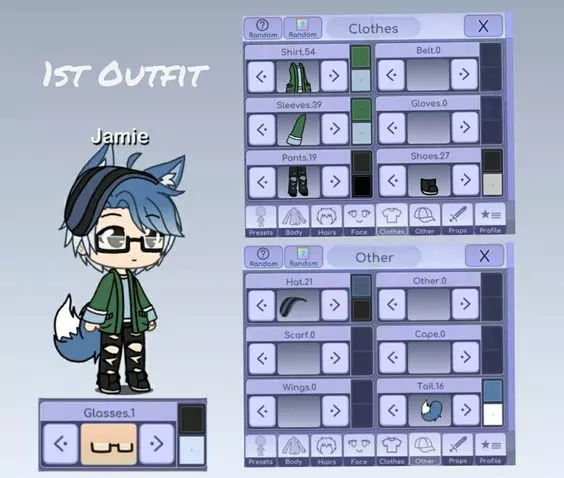 1st Outfit
Jamie
Glasses.1
Random
Random
Clothes
X
Shirt.54
Belt.0
Sleeves.39
Gloves.0
Pants.19
Shoes.27
Presets
Body
Hairs
Face
Clothes
Other
Props
Profile
Random
Random
Other
X
Hat.21
Other.0
Scarf.0
Cape.0
Wings.0
Tail.16
Presets
Body
Hairs
Face
Clothes
Other
Props
Profile